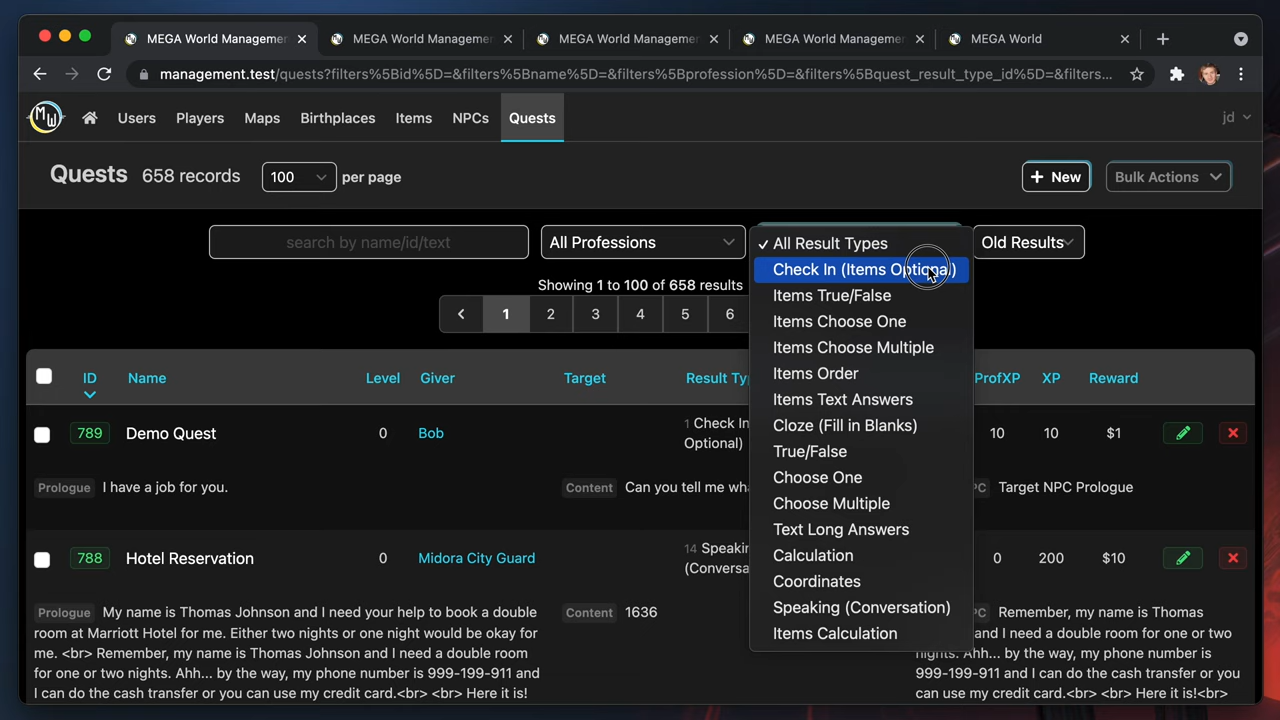 MEGA World Management
MEGA World Management
MEGA World Management
MEGA World Management
MEGA World
management.test/quests?filters%5Bid%5D=&filters%5Bname%5D=&filters%5Bprofession%5D=&filters%5Bquest_result_type_id%5D=&filters...
MW
Users
Players
Maps
Birthplaces
Items
NPCs
Quests
jd
Quests 658 records
100
per page
+ New
Bulk Actions
search by name/id/text
All Professions
✓ All Result Types
Check In (Items Optional)
Items True/False
Items Choose One
Items Choose Multiple
Items Order
Items Text Answers
Cloze (Fill in Blanks)
True/False
Choose One
Choose Multiple
Text Long Answers
Calculation
Coordinates
Speaking (Conversation)
Items Calculation
Old Results
Showing 1 to 100 of 658 results
1 2 3 4 5 6
ID Name Level Giver Target Result Ty ProfXP XP Reward
789 Demo Quest 0 Bob 1 Check In 10 10 $1
Optional)
Prologue I have a job for you.
Content Can you tell me wh
PC Target NPC Prologue
788 Hotel Reservation 0 Midora City Guard 14 Speakin 0 200 $10
(Conversa
Prologue My name is Thomas Johnson and I need your help to book a double
room at Marriott Hotel for me. Either two nights or one night would be okay for
me. <br> Remember, my name is Thomas Johnson and I need a double room
for one or two nights. Ahh... by the way, my phone number is 999-199-911 and
I can do the cash transfer or you can use my credit card.<br> <br> Here it is!
Content 1636
PC Remember, my name is Thomas
and I need a double room for one or two
nights. Ahh... by the way, my phone number is
999-199-911 and I can do the cash transfer or you
can use my credit card.<br> <br> Here it is!<br>